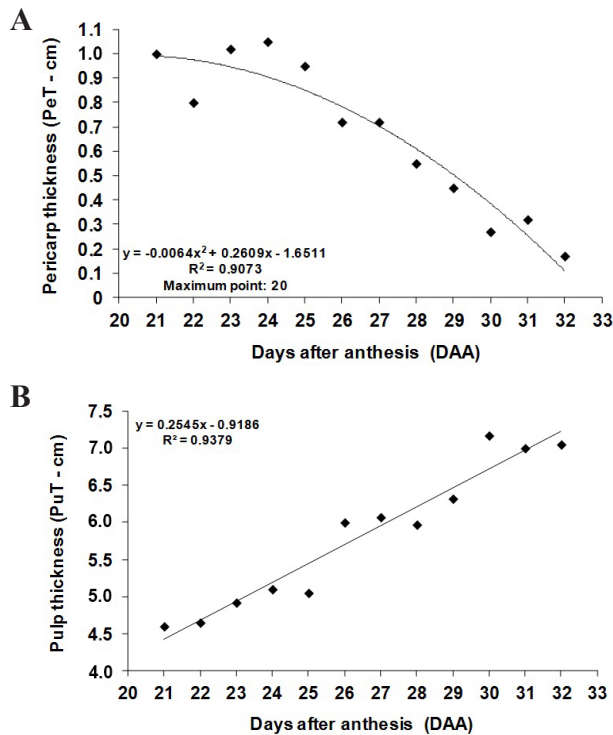 A
Pericarp thickness (PeT - cm)
1.1
1.0
0.9
0.8
0.7
0.6
0.5
0.4
0.3
0.2
0.1
0
y = -0.0064x² + 0.2609x - 1.6511
R² = 0.9073
Maximum point: 20
20 21 22 23 24 25 26 27 28 29 30 31 32 33
Days after anthesis (DAA)
B
Pulp thickness (PuT - cm)
7.5
7.0
6.5
6.0
5.5
5.0
4.5
4.0
y = 0.2545x - 0.9186
R² = 0.9379
20 21 22 23 24 25 26 27 28 29 30 31 32 33
Days after anthesis (DAA)